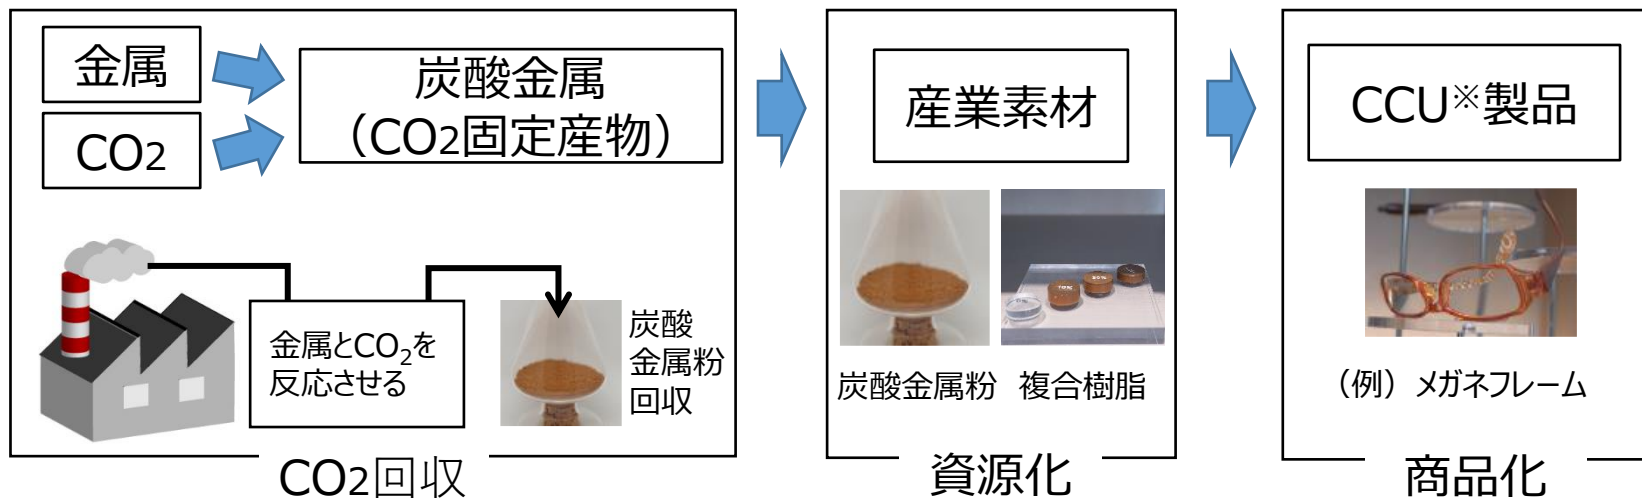 金属
CO2
炭酸金属
（CO2固定産物）
金属とCO2を
反応させる
炭酸
金属粉
回収
CO2回収
産業素材
炭酸金属粉
複合樹脂
資源化
CCU※製品
（例）メガネフレーム
商品化